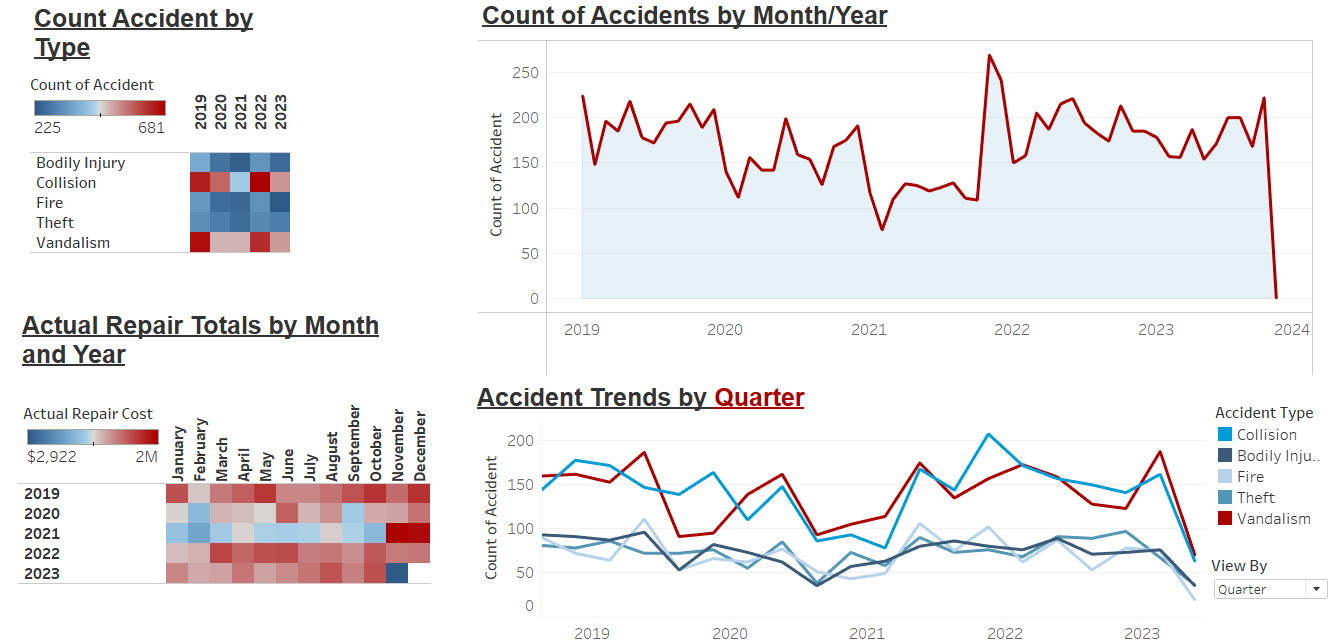 Count Accident by
Type
Count of Accident
225 681
2019 2020 2021 2022 2023
Bodily Injury
Collision
Fire
Theft
Vandalism
Count of Accidents by Month/Year
Count of Accident
250
200
150
100
50
0
2019 2020 2021 2022 2023 2024
Actual Repair Totals by Month
and Year
Actual Repair Cost
$2,922 2M
January February March April May June July August September October November December
2019
2020
2021
2022
2023
Accident Trends by Quarter
Count of Accident
200
150
100
50
0
2019 2020 2021 2022 2023
Accident Type
Collision
Bodily Inju..
Fire
Theft
Vandalism
View By
Quarter